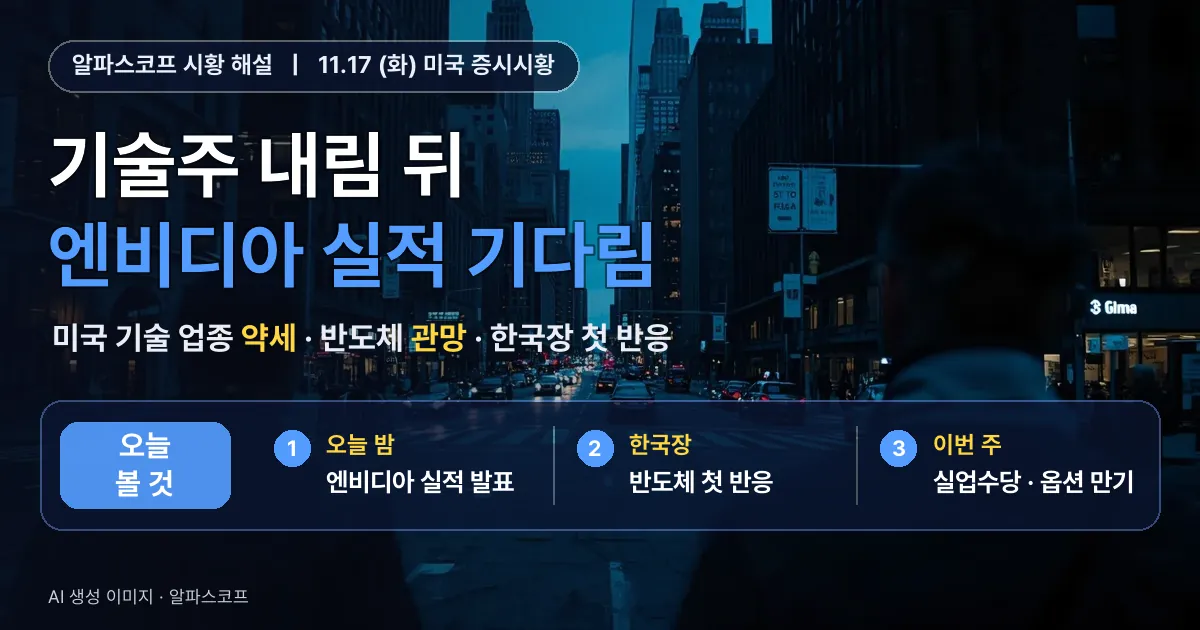 알파스코프 시황 해설 | 11.17 (화) 미국 증시시황
기술주 내림 뒤
엔비디아 실적 기다림
미국 기술 업종 약세 · 반도체 관망 · 한국장 첫 반응
3 Gima
오늘
볼 것
1 오늘 밤
엔비디아 실적 발표
2 한국장
반도체 첫 반응
3 이번 주
실업수당 · 옵션 만기
AI 생성 이미지 · 알파스코프